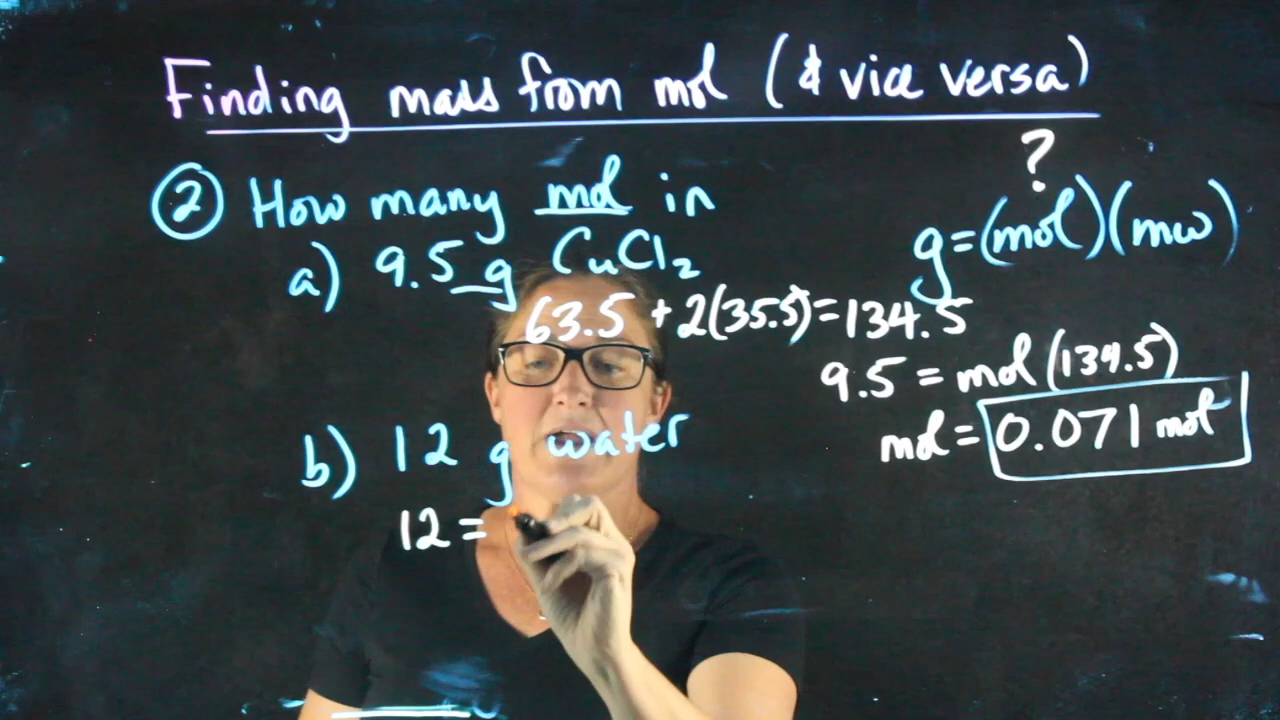 Finding mass from mol (& vice versa)
② How many mol in
a) 9.5 g CuCl₂
63.5 + 2(35.5) = 134.5
b) 12 g water
12 =
?
g = (mol)(mw)
9.5 = mol (134.5)
mol = 0.071 mol